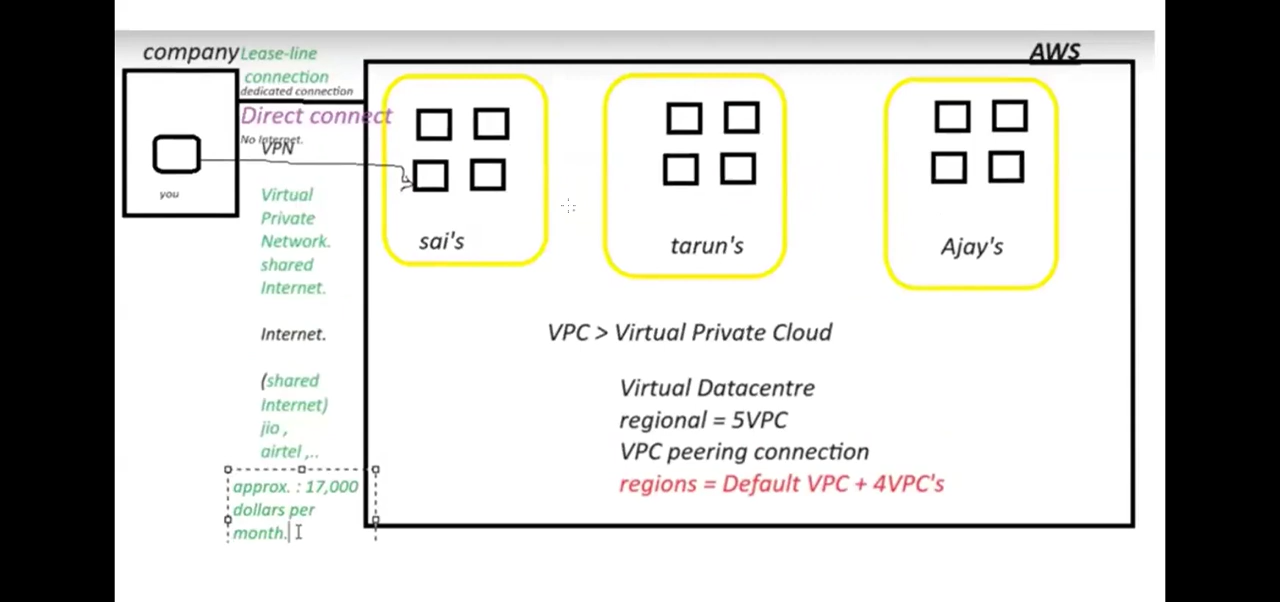 company
Lease-line
connection
dedicated connection
Direct connect
No Internet.
VPN
you
Virtual
Private
Network.
shared
Internet.
Internet.
(shared
Internet)
jio ,
airtel ,..
approx. : 17,000
dollars per
month.
AWS
sai's
tarun's
Ajay's
VPC > Virtual Private Cloud
Virtual Datacentre
regional = 5VPC
VPC peering connection
regions = Default VPC + 4VPC's